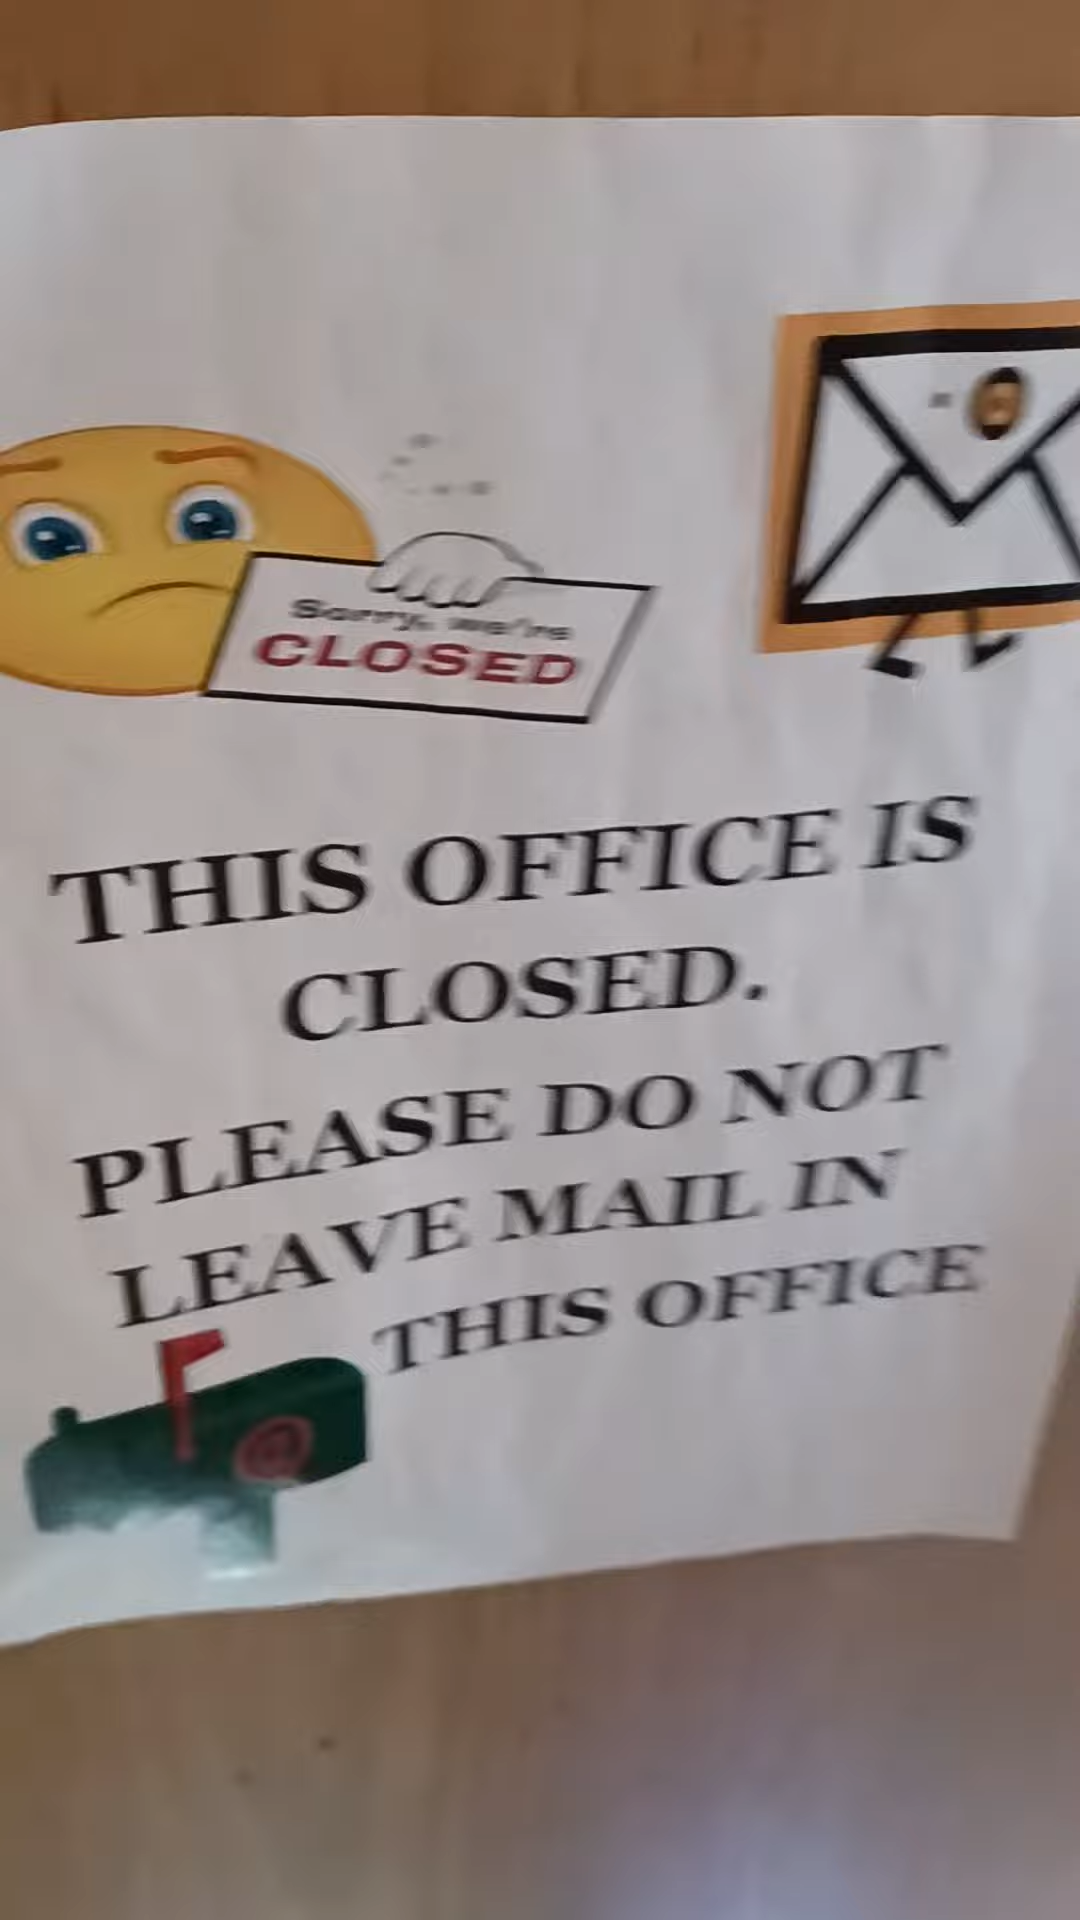 Sorry, we're
CLOSED
THIS OFFICE IS
CLOSED.
PLEASE DO NOT
LEAVE MAIL IN
THIS OFFICE
@